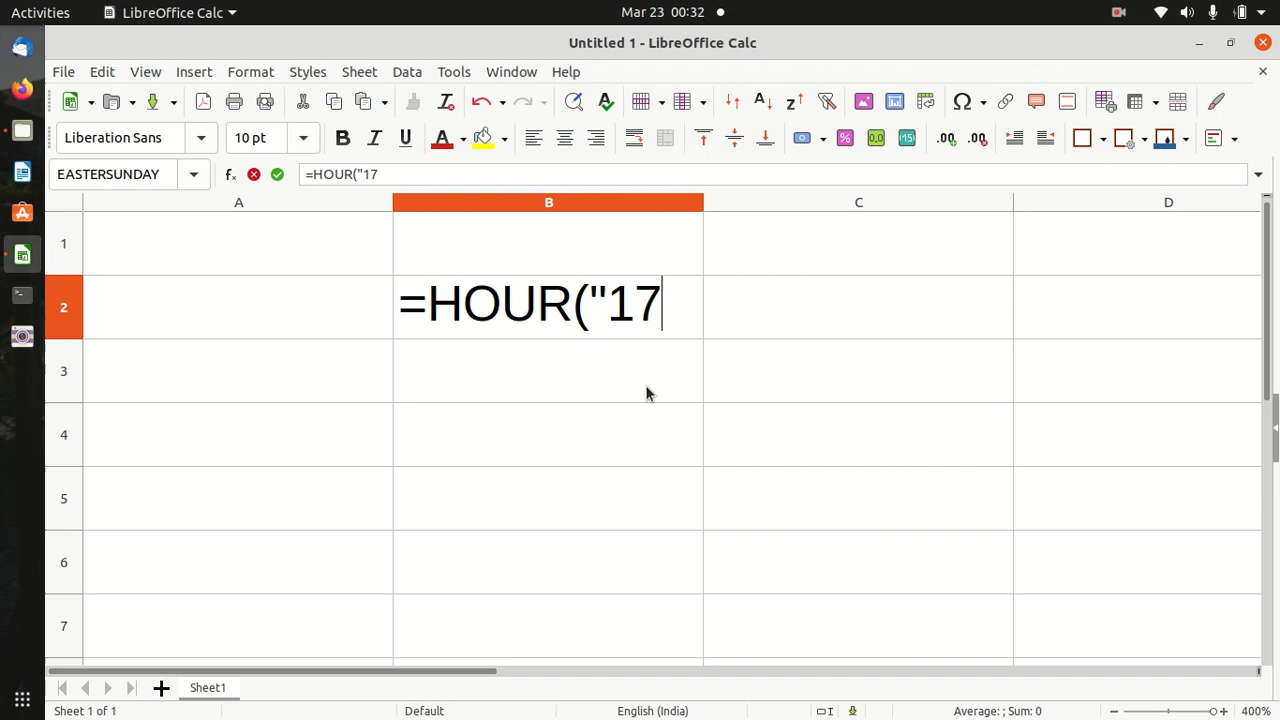 Activities LibreOffice Calc Mar 23 00:32
Untitled 1 - LibreOffice Calc
File Edit View Insert Format Styles Sheet Data Tools Window Help
Liberation Sans 10 pt B I U A
EASTERSUNDAY fx =HOUR("17
A B C D
1
2 =HOUR("17
3
4
5
6
7
Sheet1
Sheet 1 of 1 Default English (India) Average: ; Sum: 0 400%